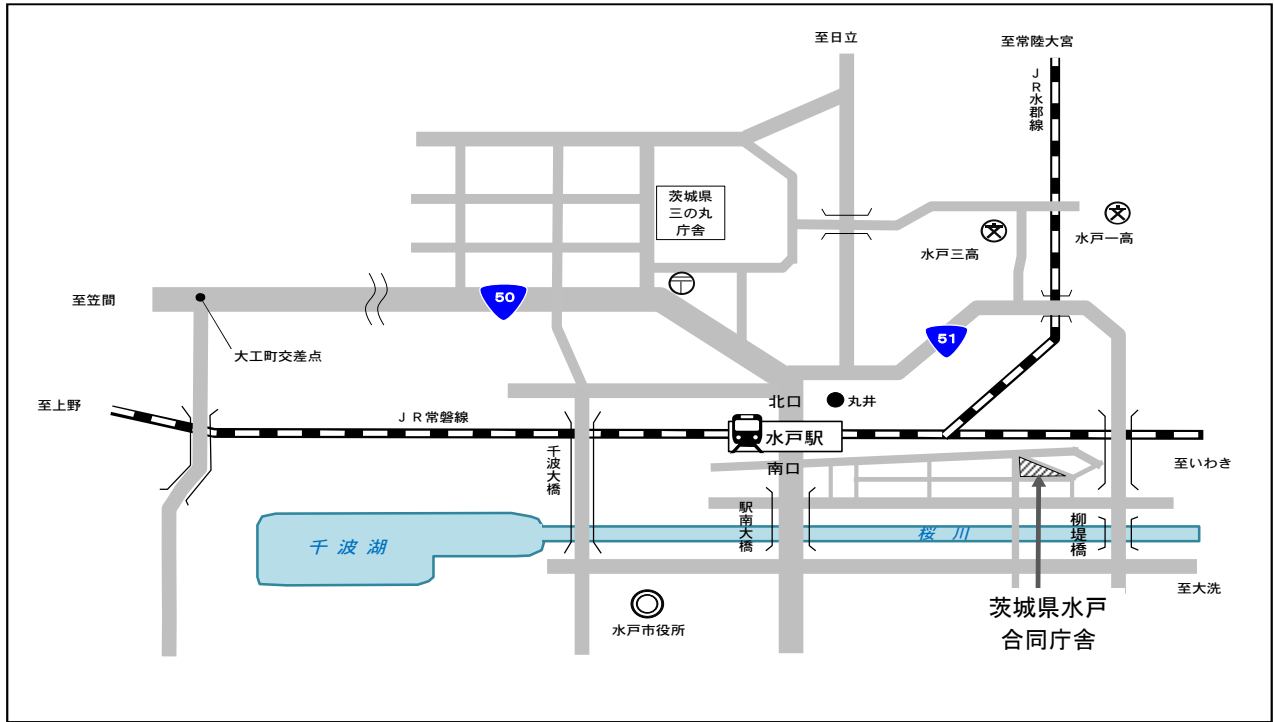 至日立
至常陸大宮
ＪＲ水郡線
茨城県
三の丸
庁舎
水戸三高
水戸一高
至笠間
50
51
大工町交差点
至上野
ＪＲ常磐線
北口
丸井
水戸駅
南口
至いわき
千波大橋
駅南大橋
柳堤橋
千波湖
桜川
至大洗
水戸市役所
茨城県水戸
合同庁舎